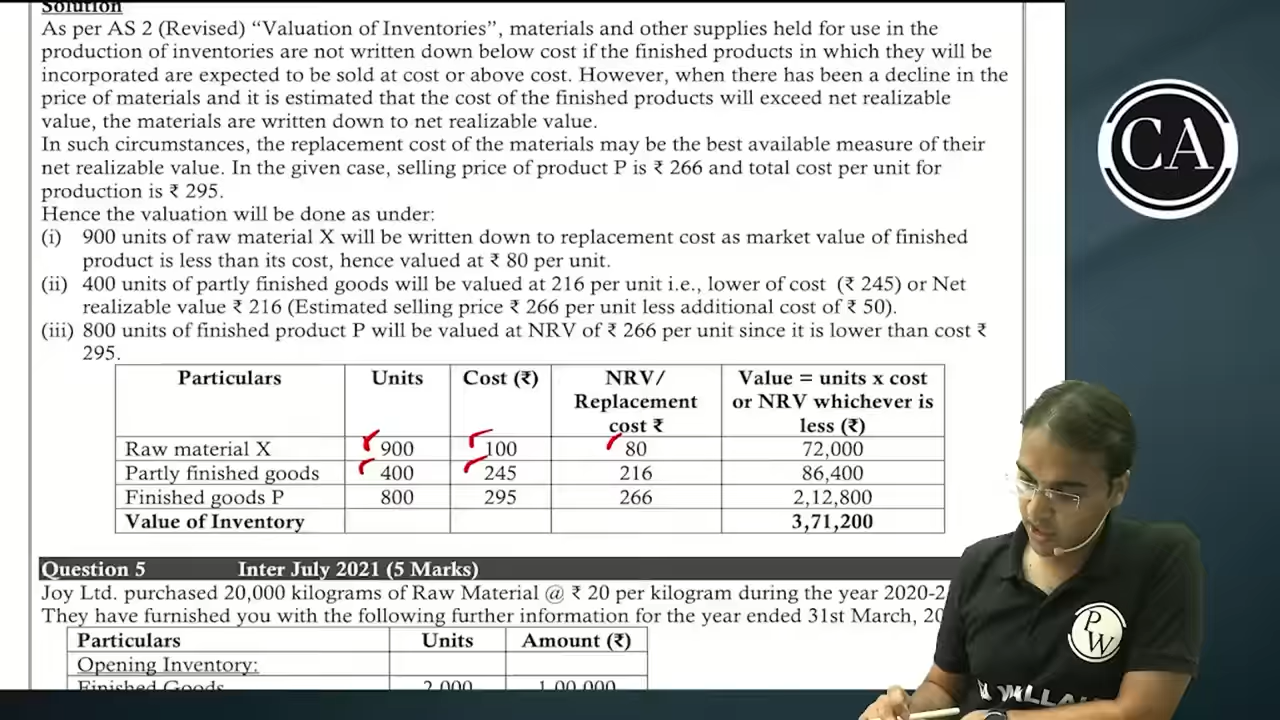 Solution
As per AS 2 (Revised) “Valuation of Inventories”, materials and other supplies held for use in the
production of inventories are not written down below cost if the finished products in which they will be
incorporated are expected to be sold at cost or above cost. However, when there has been a decline in the
price of materials and it is estimated that the cost of the finished products will exceed net realizable
value, the materials are written down to net realizable value.
In such circumstances, the replacement cost of the materials may be the best available measure of their
net realizable value. In the given case, selling price of product P is ₹ 266 and total cost per unit for
production is ₹ 295.
Hence the valuation will be done as under:
(i) 900 units of raw material X will be written down to replacement cost as market value of finished
product is less than its cost, hence valued at ₹ 80 per unit.
(ii) 400 units of partly finished goods will be valued at 216 per unit i.e., lower of cost (₹ 245) or Net
realizable value ₹ 216 (Estimated selling price ₹ 266 per unit less additional cost of ₹ 50).
(iii) 800 units of finished product P will be valued at NRV of ₹ 266 per unit since it is lower than cost ₹
295.
Particulars Units Cost (₹) NRV/ Value = units x cost
Replacement or NRV whichever is
cost ₹ less (₹)
Raw material X 900 100 80 72,000
Partly finished goods 400 245 216 86,400
Finished goods P 800 295 266 2,12,800
Value of Inventory 3,71,200
Question 5 Inter July 2021 (5 Marks)
Joy Ltd. purchased 20,000 kilograms of Raw Material @ ₹ 20 per kilogram during the year 2020-2
They have furnished you with the following further information for the year ended 31st March, 20
Particulars Units Amount (₹)
Opening Inventory:
Finished Goods 2,000 1,00,000
CA
PW